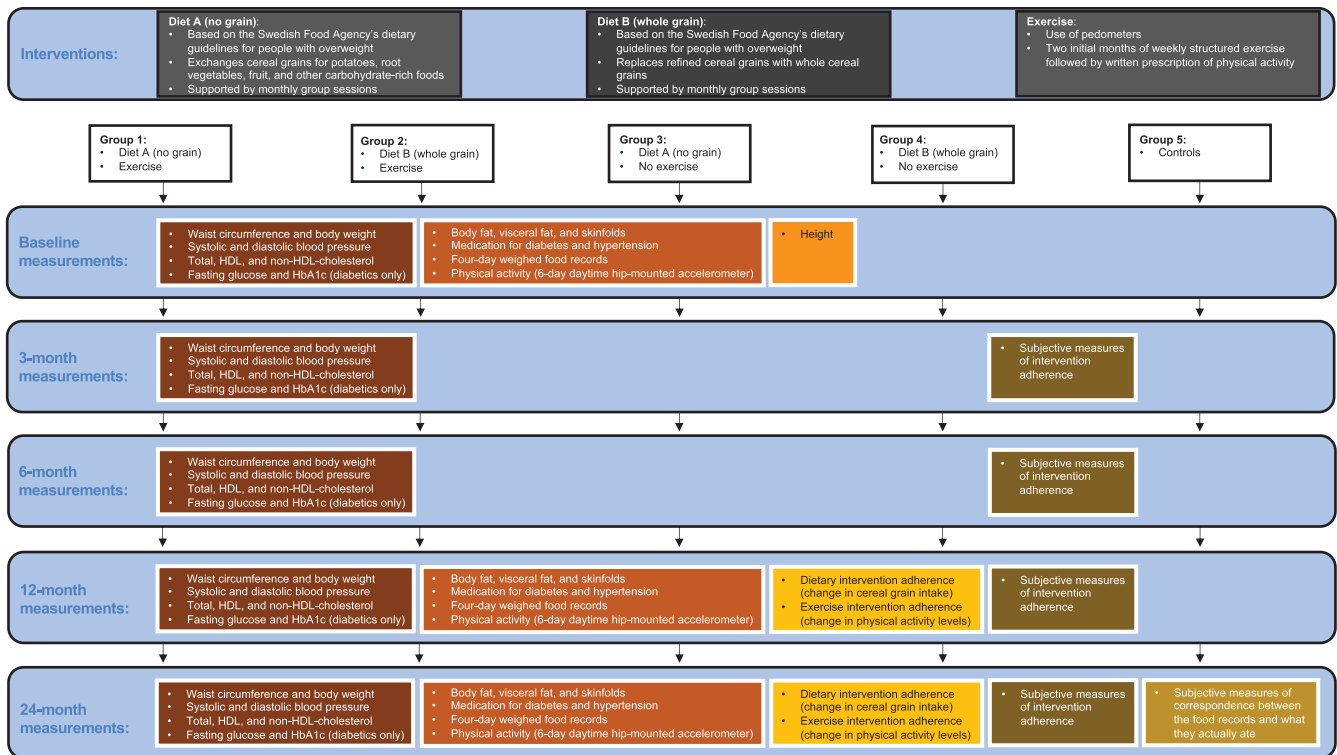 Interventions:
Diet A (no grain):
• Based on the Swedish Food Agency's dietary
guidelines for people with overweight
• Exchanges cereal grains for potatoes, root
vegetables, fruit, and other carbohydrate-rich foods
• Supported by monthly group sessions
Diet B (whole grain):
• Based on the Swedish Food Agency's dietary
guidelines for people with overweight
• Replaces refined cereal grains with whole cereal
grains
• Supported by monthly group sessions
Exercise:
• Use of pedometers
• Two initial months of weekly structured exercise
followed by written prescription of physical activity
Group 1:
• Diet A (no grain)
• Exercise
Group 2:
• Diet B (whole grain)
• Exercise
Group 3:
• Diet A (no grain)
• No exercise
Group 4:
• Diet B (whole grain)
• No exercise
Group 5:
• Controls
Baseline
measurements:
• Waist circumference and body weight
• Systolic and diastolic blood pressure
• Total, HDL, and non-HDL-cholesterol
• Fasting glucose and HbA1c (diabetics only)
• Body fat, visceral fat, and skinfolds
• Medication for diabetes and hypertension
• Four-day weighed food records
• Physical activity (6-day daytime hip-mounted accelerometer)
• Height
3-month
measurements:
• Waist circumference and body weight
• Systolic and diastolic blood pressure
• Total, HDL, and non-HDL-cholesterol
• Fasting glucose and HbA1c (diabetics only)
• Subjective measures
of intervention
adherence
6-month
measurements:
• Waist circumference and body weight
• Systolic and diastolic blood pressure
• Total, HDL, and non-HDL-cholesterol
• Fasting glucose and HbA1c (diabetics only)
• Subjective measures
of intervention
adherence
12-month
measurements:
• Waist circumference and body weight
• Systolic and diastolic blood pressure
• Total, HDL, and non-HDL-cholesterol
• Fasting glucose and HbA1c (diabetics only)
• Body fat, visceral fat, and skinfolds
• Medication for diabetes and hypertension
• Four-day weighed food records
• Physical activity (6-day daytime hip-mounted accelerometer)
• Dietary intervention adherence
(change in cereal grain intake)
• Exercise intervention adherence
(change in physical activity levels)
• Subjective measures
of intervention
adherence
24-month
measurements:
• Waist circumference and body weight
• Systolic and diastolic blood pressure
• Total, HDL, and non-HDL-cholesterol
• Fasting glucose and HbA1c (diabetics only)
• Body fat, visceral fat, and skinfolds
• Medication for diabetes and hypertension
• Four-day weighed food records
• Physical activity (6-day daytime hip-mounted accelerometer)
• Dietary intervention adherence
(change in cereal grain intake)
• Exercise intervention adherence
(change in physical activity levels)
• Subjective measures
of intervention
adherence
• Subjective measures of
correspondence between
the food records and what
they actually ate